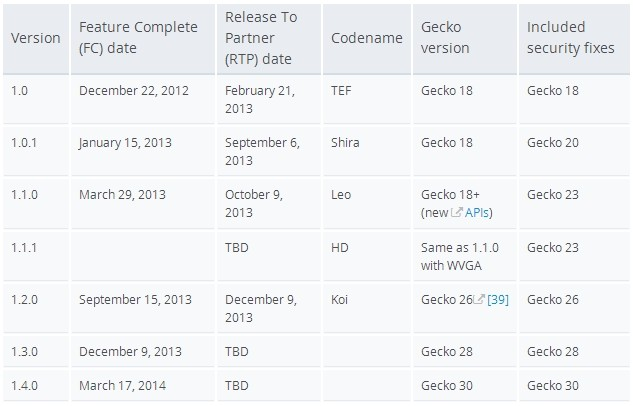 Version Feature Complete (FC) date Release To Partner (RTP) date Codename Gecko version Included security fixes
1.0 December 22, 2012 February 21, 2013 TEF Gecko 18 Gecko 18
1.0.1 January 15, 2013 September 6, 2013 Shira Gecko 18 Gecko 20
1.1.0 March 29, 2013 October 9, 2013 Leo Gecko 18+ (new APIs) Gecko 23
1.1.1 TBD HD Same as 1.1.0 with WVGA Gecko 23
1.2.0 September 15, 2013 December 9, 2013 Koi Gecko 26 [39] Gecko 26
1.3.0 December 9, 2013 TBD Gecko 28 Gecko 28
1.4.0 March 17, 2014 TBD Gecko 30 Gecko 30